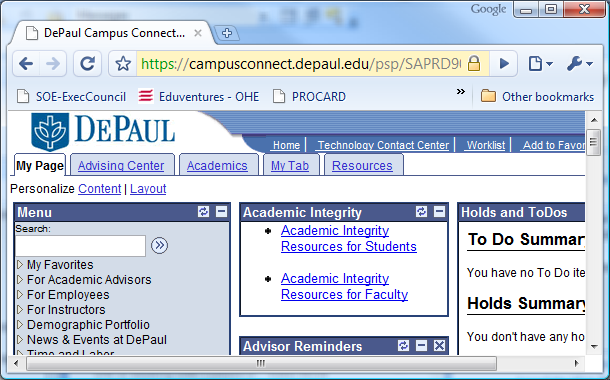 Google
DePaul Campus Connect...
https://campusconnect.depaul.edu/psp/SAPRD90
SOE-ExecCouncil Eduventures - OHE PROCARD » Other bookmarks
DEPAUL
Home Technology Contact Center Worklist Add to Favor
My Page Advising Center Academics My Tab Resources
Personalize Content | Layout
Menu
Search:
My Favorites
For Academic Advisors
For Employees
For Instructors
Demographic Portfolio
News & Events at DePaul
Time and Labor
Academic Integrity
Academic Integrity
Resources for Students
Academic Integrity
Resources for Faculty
Advisor Reminders
Holds and ToDos
To Do Summar
You have no To Do ite
Holds Summary
You don't have any ho